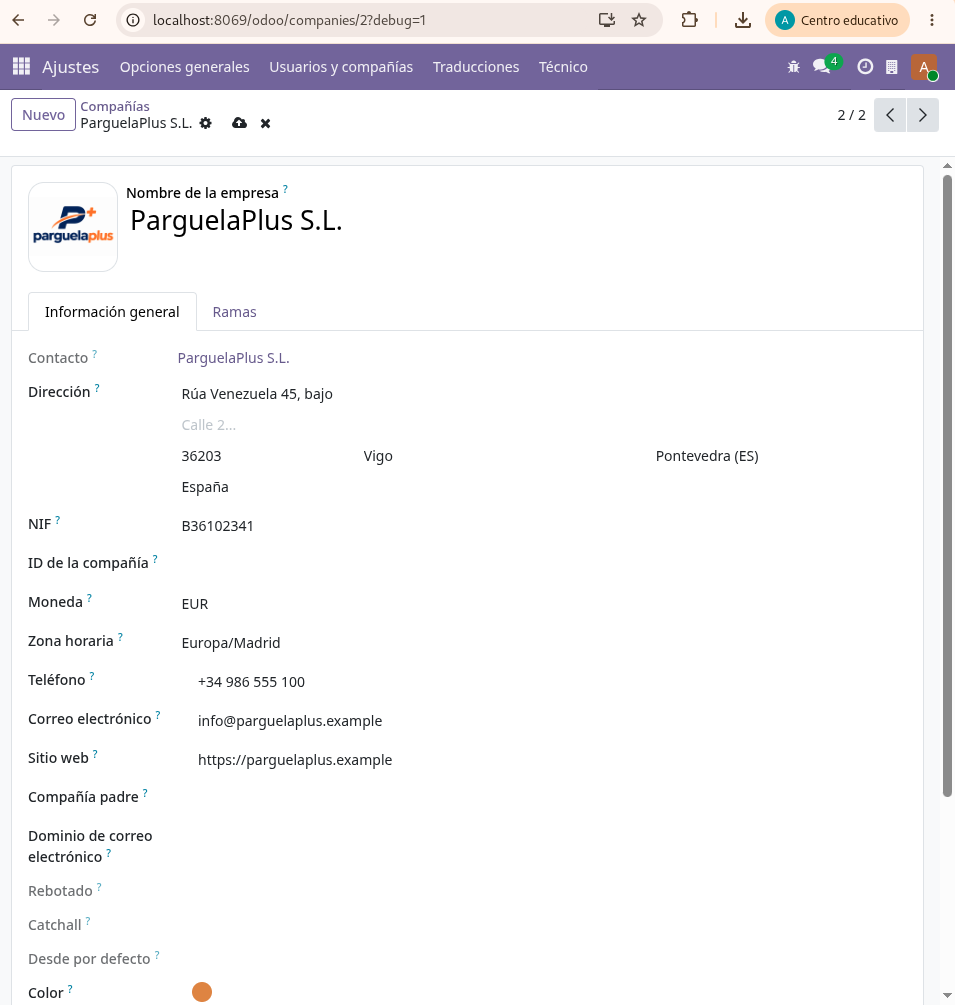 localhost:8069/odoo/companies/2?debug=1
A
Centro educativo
Ajustes
Opciones generales
Usuarios y compañías
Traducciones
Técnico
4
A
Nuevo
Compañías
ParguelaPlus S.L.
2 / 2
Nombre de la empresa ?
ParguelaPlus S.L.
P+
parguelaplus
Información general
Ramas
Contacto ? ParguelaPlus S.L.
Dirección ? Rúa Venezuela 45, bajo
Calle 2...
36203 Vigo Pontevedra (ES)
España
NIF ? B36102341
ID de la compañía ?
Moneda ? EUR
Zona horaria ? Europa/Madrid
Teléfono ? +34 986 555 100
Correo electrónico ? info@parguelaplus.example
Sitio web ? https://parguelaplus.example
Compañía padre ?
Dominio de correo
electrónico ?
Rebotado ?
Catchall ?
Desde por defecto ?
Color ?